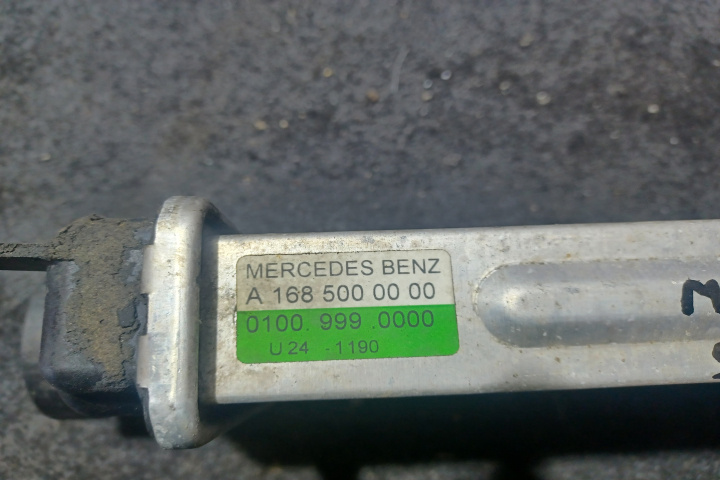 MERCEDES BENZ
A 168 500 00 00
0100. 999 .0000
U 24 -1190